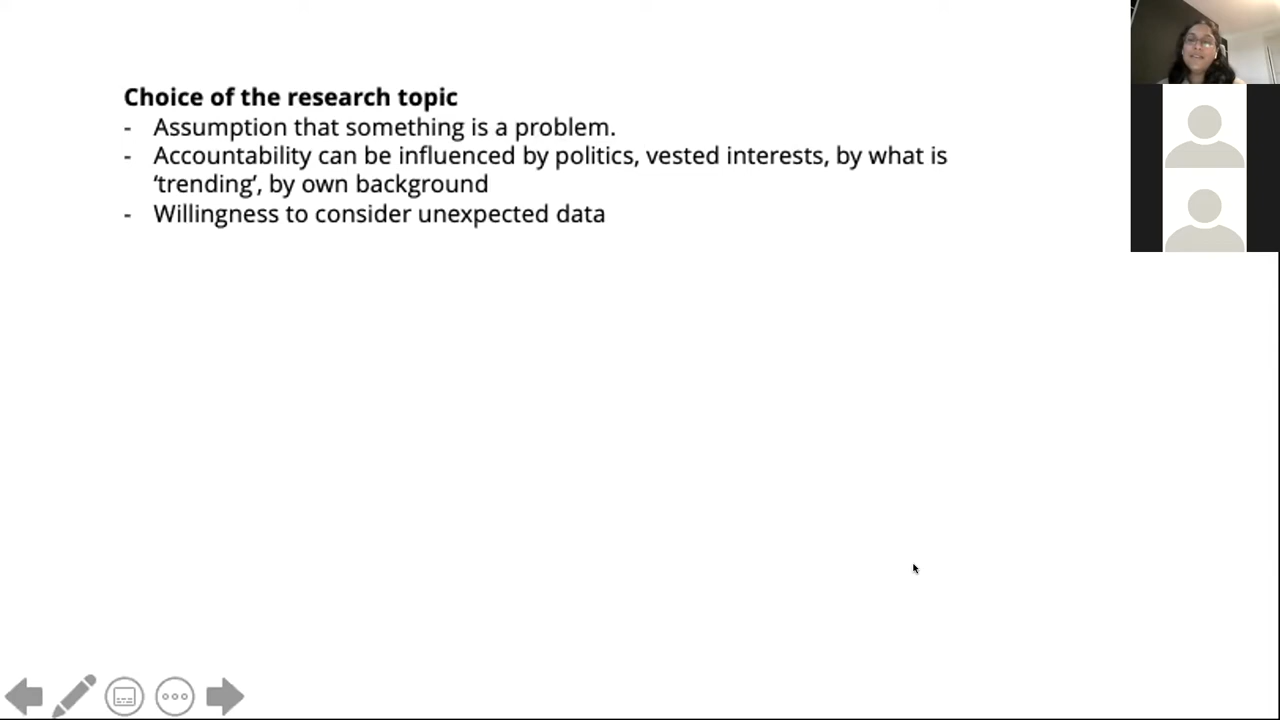 Choice of the research topic
- Assumption that something is a problem.
- Accountability can be influenced by politics, vested interests, by what is
‘trending’, by own background
- Willingness to consider unexpected data